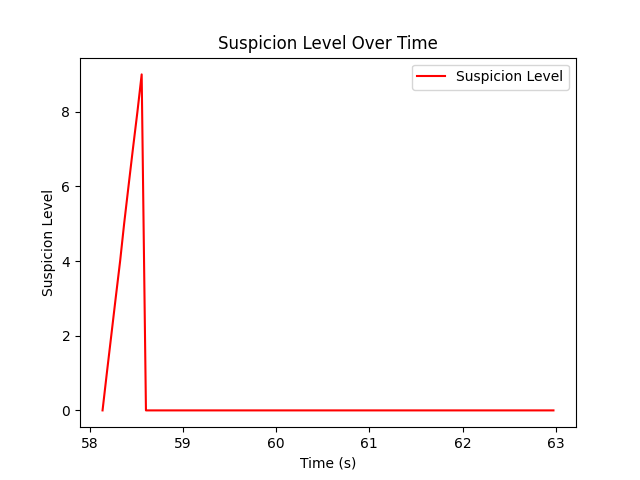 Suspicion Level Over Time
Suspicion Level
8
6
4
2
0
Suspicion Level
58 59 60 61 62 63
Time (s)